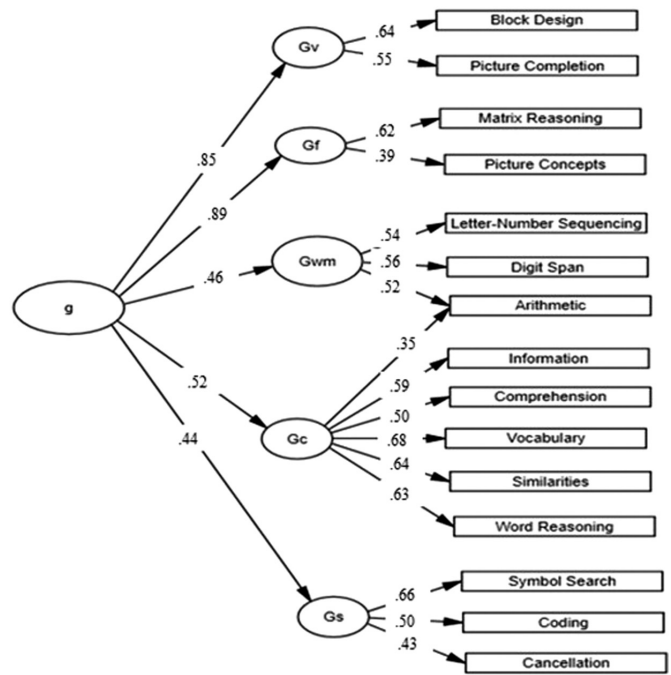 Block Design
.64
Gv
.55
Picture Completion
Matrix Reasoning
.62
Gf
.39
Picture Concepts
.85
.89
Letter-Number Sequencing
.54
Gwm
.56
Digit Span
.52
.46
Arithmetic
g
.35
Information
.59
Comprehension
.50
.52
Gc
.68
Vocabulary
.44
.64
Similarities
.63
Word Reasoning
Symbol Search
.66
Gs
.50
Coding
.43
Cancellation